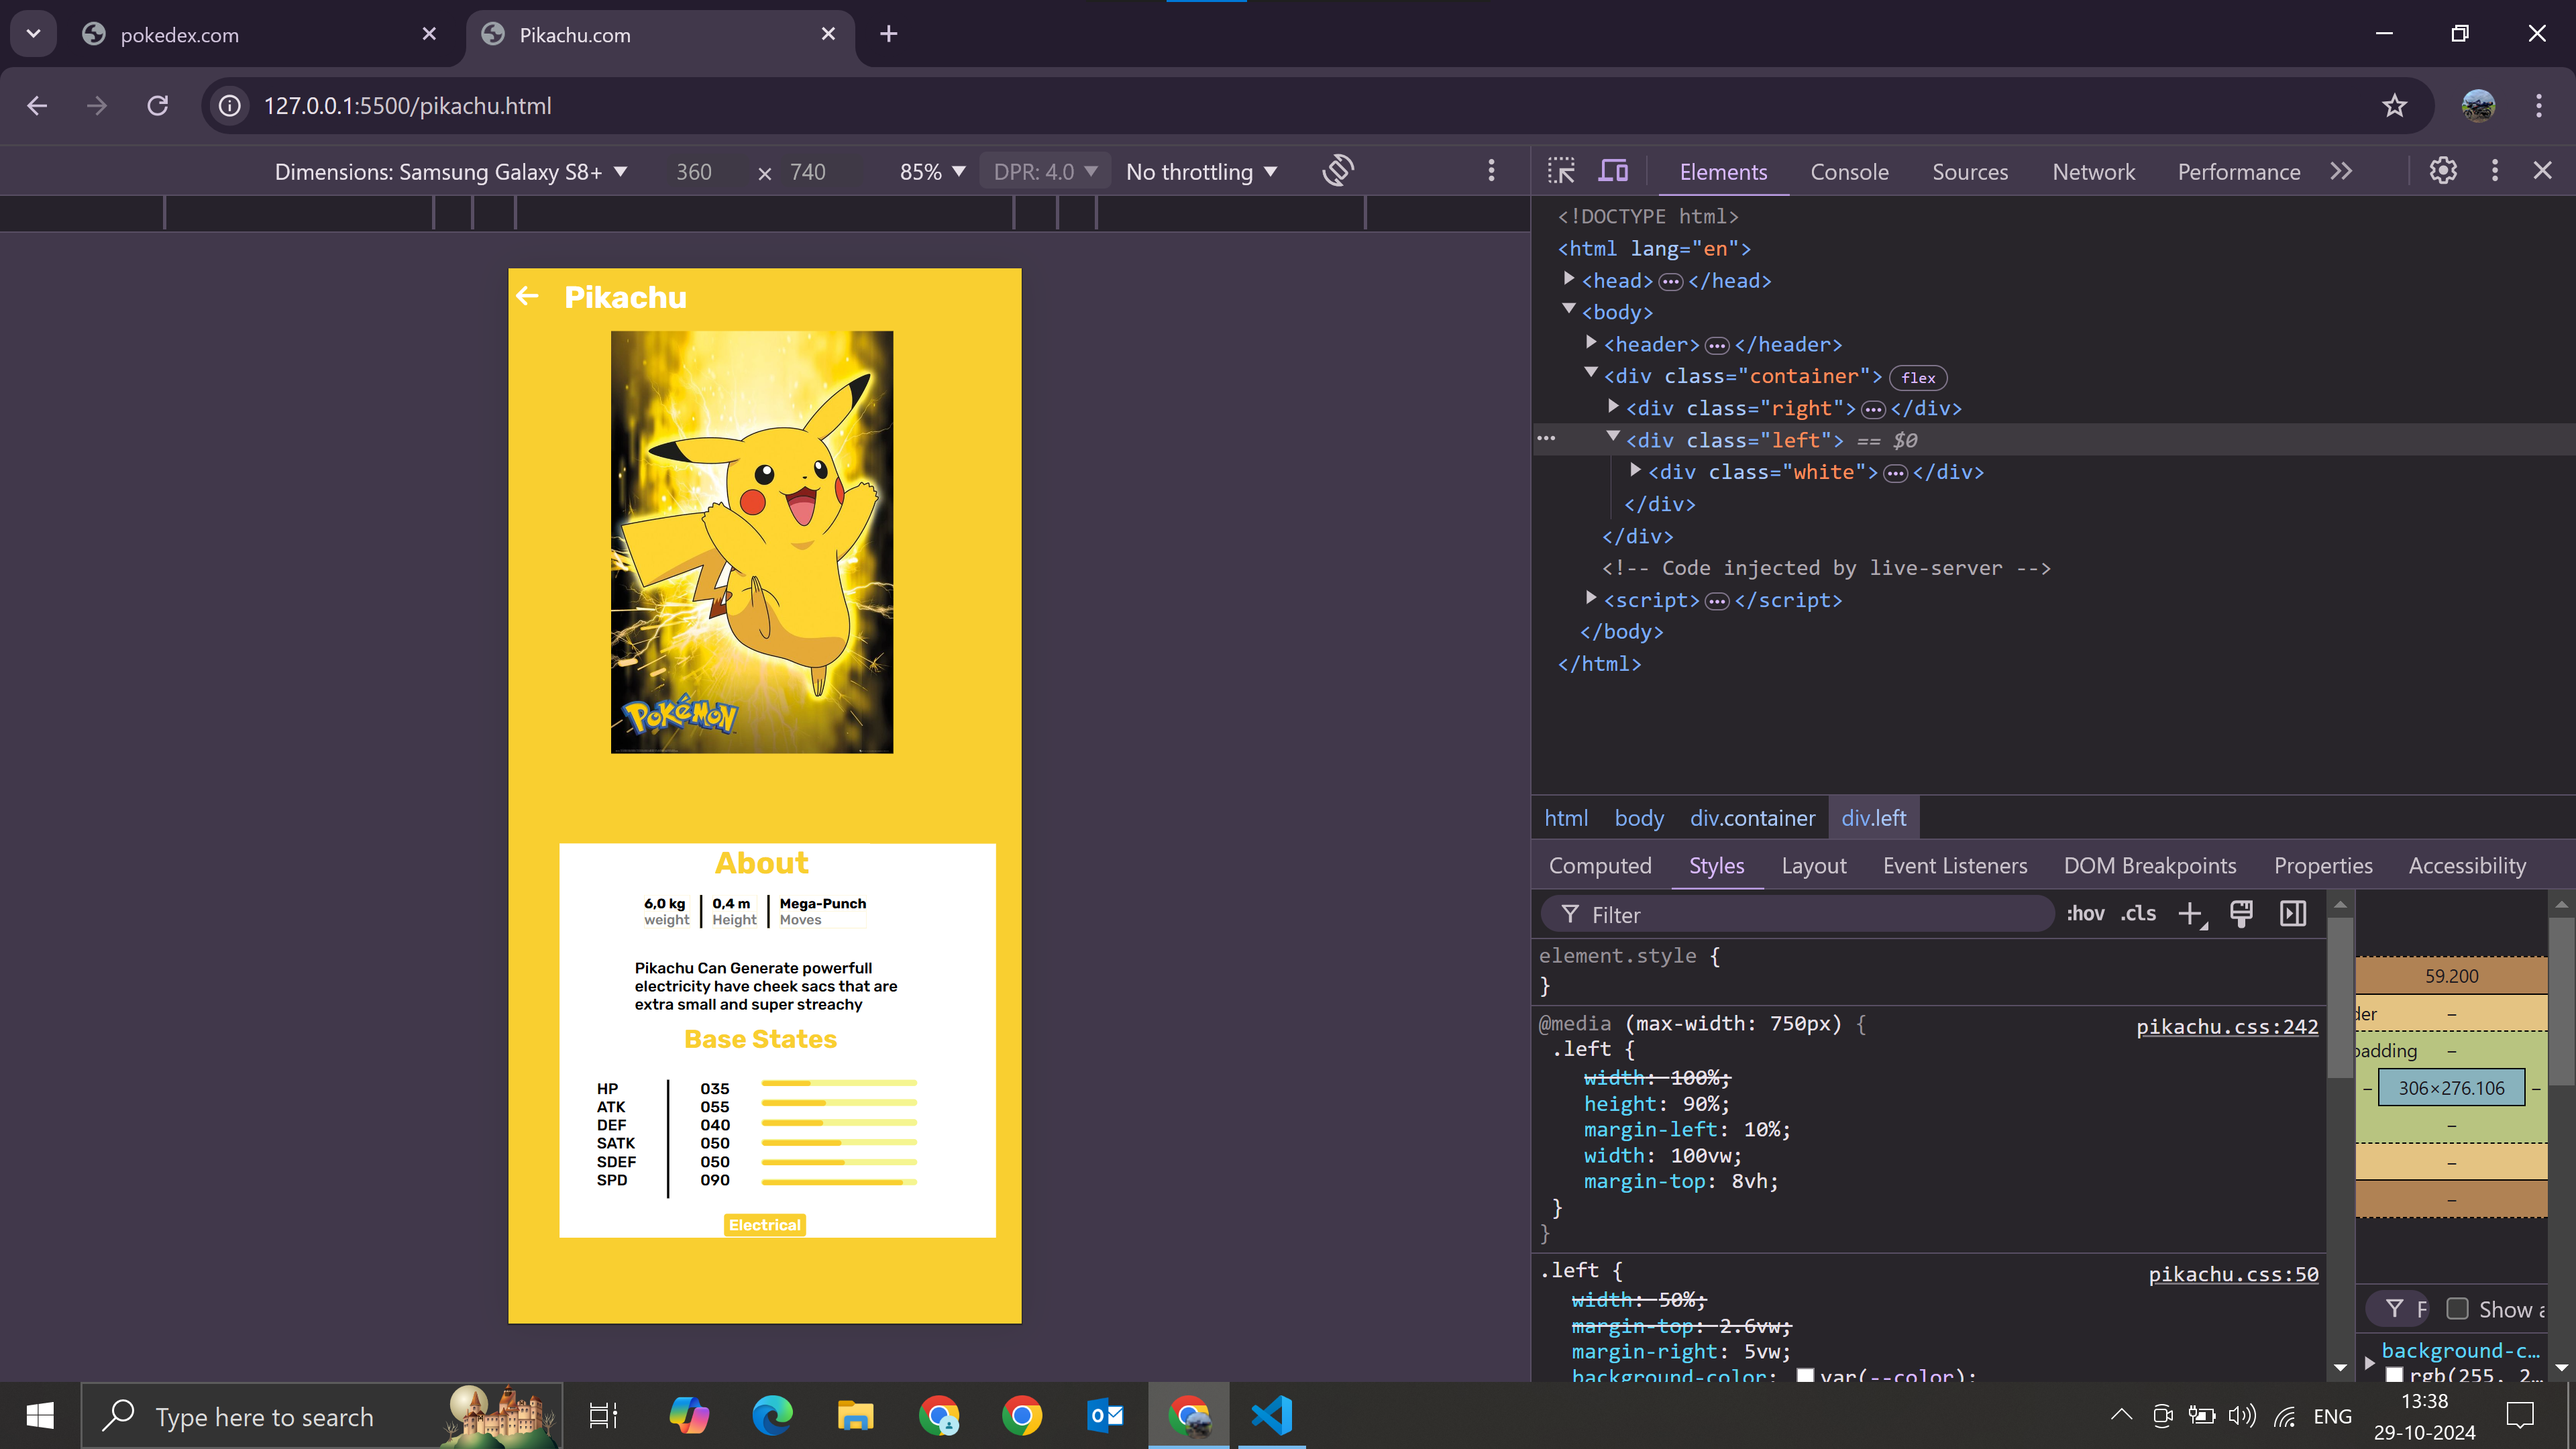 pokedex.com
Pikachu.com
127.0.0.1:5500/pikachu.html
Dimensions: Samsung Galaxy S8+ 360 × 740 85% DPR: 4.0 No throttling
Elements Console Sources Network Performance
Pikachu
POKéMON
About
6,0 kg 0,4 m Mega-Punch
weight Height Moves
Pikachu Can Generate powerfull
electricity have cheek sacs that are
extra small and super streachy
Base States
HP 035
ATK 055
DEF 040
SATK 050
SDEF 050
SPD 090
Electrical
<!DOCTYPE html>
<html lang="en">
<head> ••• </head>
<body>
<header> ••• </header>
<div class="container"> flex
<div class="right"> ••• </div>
••• <div class="left"> == $0
<div class="white"> ••• </div>
</div>
</div>
<!-- Code injected by live-server -->
<script> ••• </script>
</body>
</html>
html body div.container div.left
Computed Styles Layout Event Listeners DOM Breakpoints Properties Accessibility
Filter :hov .cls
element.style {
}
@media (max-width: 750px) { pikachu.css:242
.left {
width: 100%;
height: 90%;
margin-left: 10%;
width: 100vw;
margin-top: 8vh;
}
}
.left { pikachu.css:50
width: 50%;
margin-top: 2.6vw;
margin-right: 5vw;
background-color: var(--color);
59.200
der –
padding –
– 306×276.106 –
–
–
–
F Show a
background-c…
rgb(255, 2…
Type here to search
ENG
13:38
29-10-2024